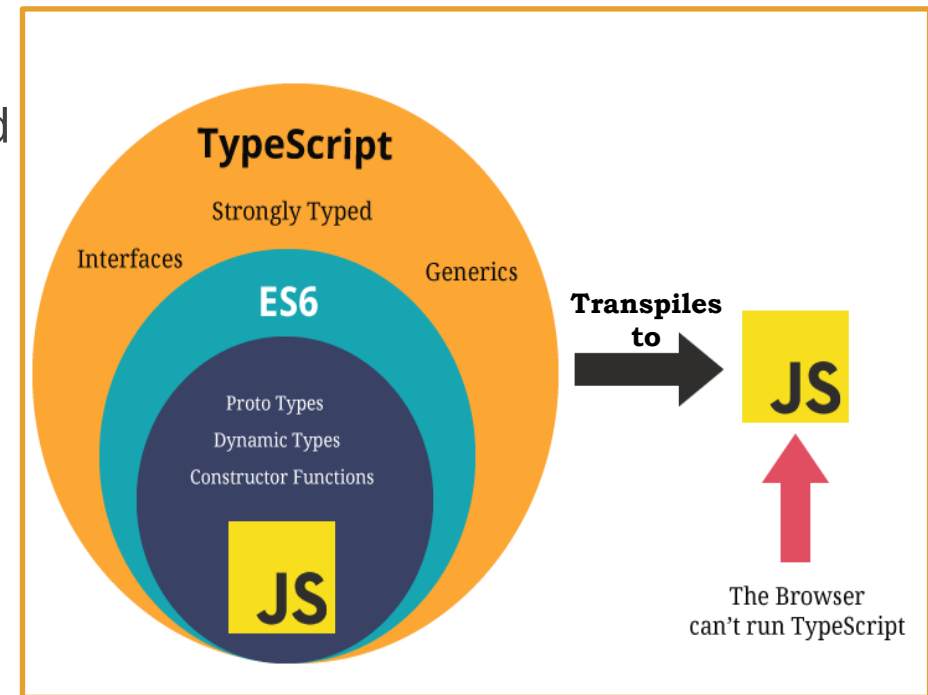 d
TypeScript
Strongly Typed
Interfaces
Generics
ES6
Proto Types
Dynamic Types
Constructor Functions
JS
Transpiles
to
JS
The Browser
can't run TypeScript